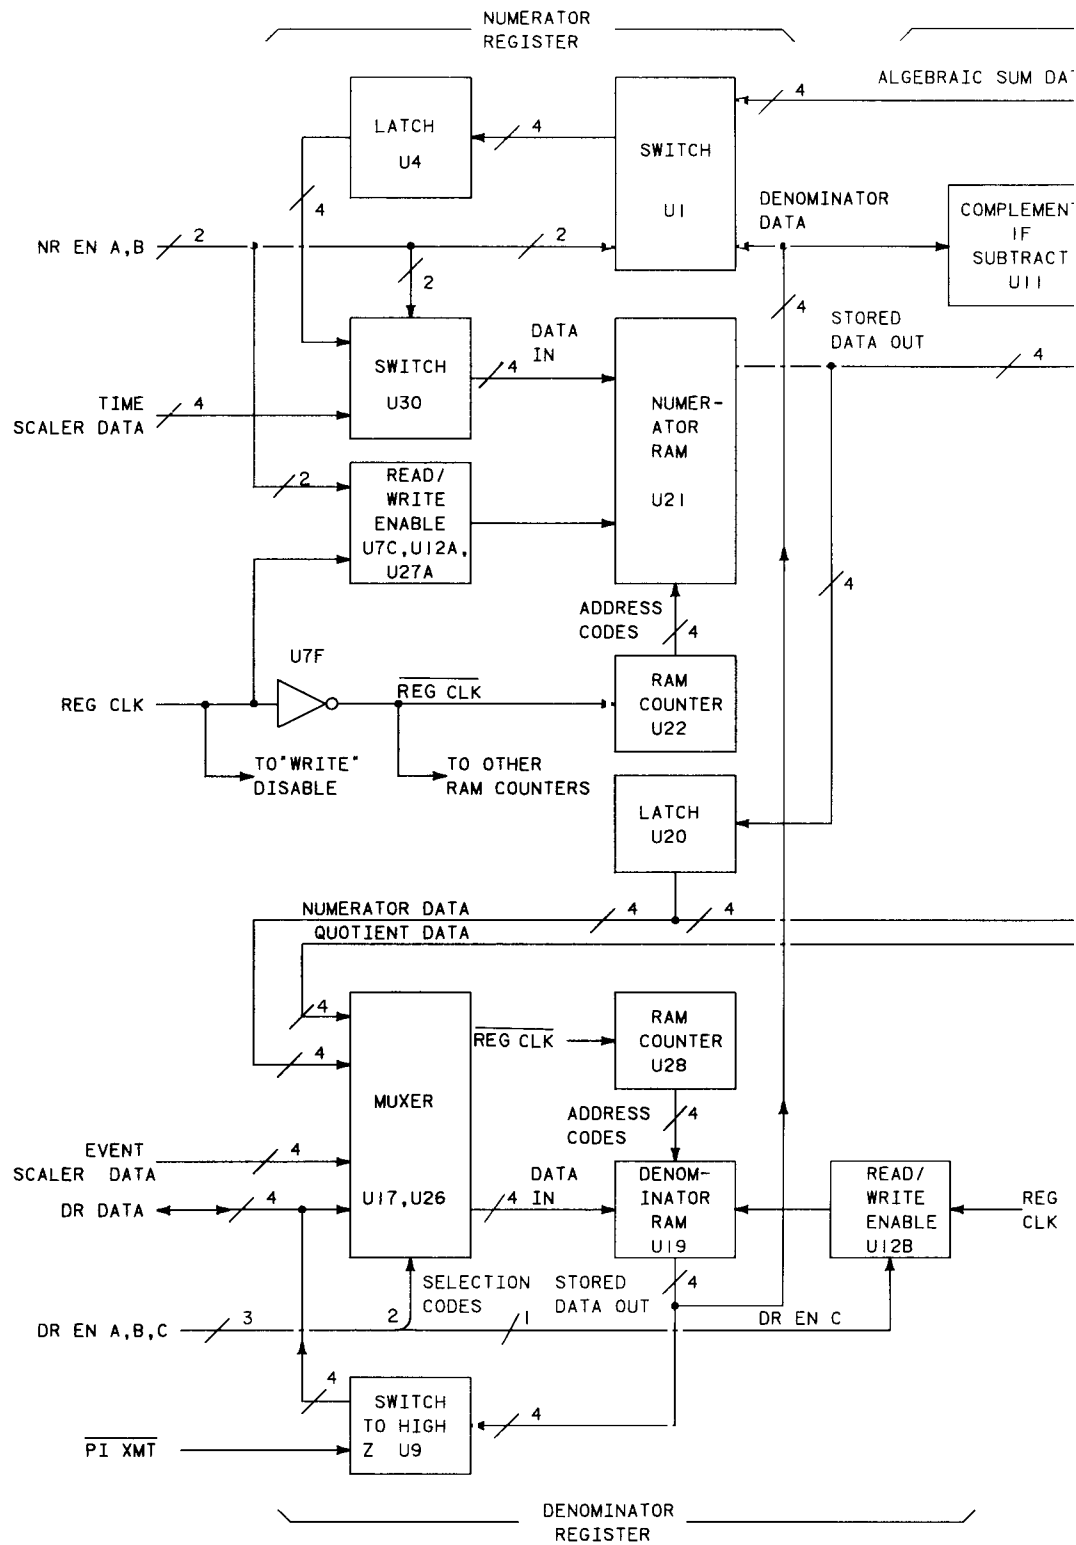 NUMERATOR
REGISTER
ALGEBRAIC SUM DAT
4
LATCH
U4
4
SWITCH
U1
4
DENOMINATOR
DATA
COMPLEMENT
IF
SUBTRACT
U11
NR EN A,B
2
2
2
4
STORED
DATA OUT
4
SWITCH
U30
DATA
IN
4
NUMER-
ATOR
RAM
U21
TIME
SCALER DATA
4
2
READ/
WRITE
ENABLE
U7C,U12A,
U27A
4
ADDRESS
CODES
4
U7F
REG CLK
REG CLK
RAM
COUNTER
U22
TO "WRITE"
DISABLE
TO OTHER
RAM COUNTERS
LATCH
U20
NUMERATOR DATA
4
4
QUOTIENT DATA
4
4
MUXER
U17,U26
REG CLK
RAM
COUNTER
U28
ADDRESS
CODES
4
EVENT
SCALER DATA
4
DR DATA
4
DATA
IN
4
DENOM-
INATOR
RAM
U19
READ/
WRITE
ENABLE
U12B
REG
CLK
SELECTION
CODES
STORED
DATA OUT
4
DR EN A,B,C
3
2
1
DR EN C
4
SWITCH
TO HIGH
Z U9
4
PI XMT
DENOMINATOR
REGISTER